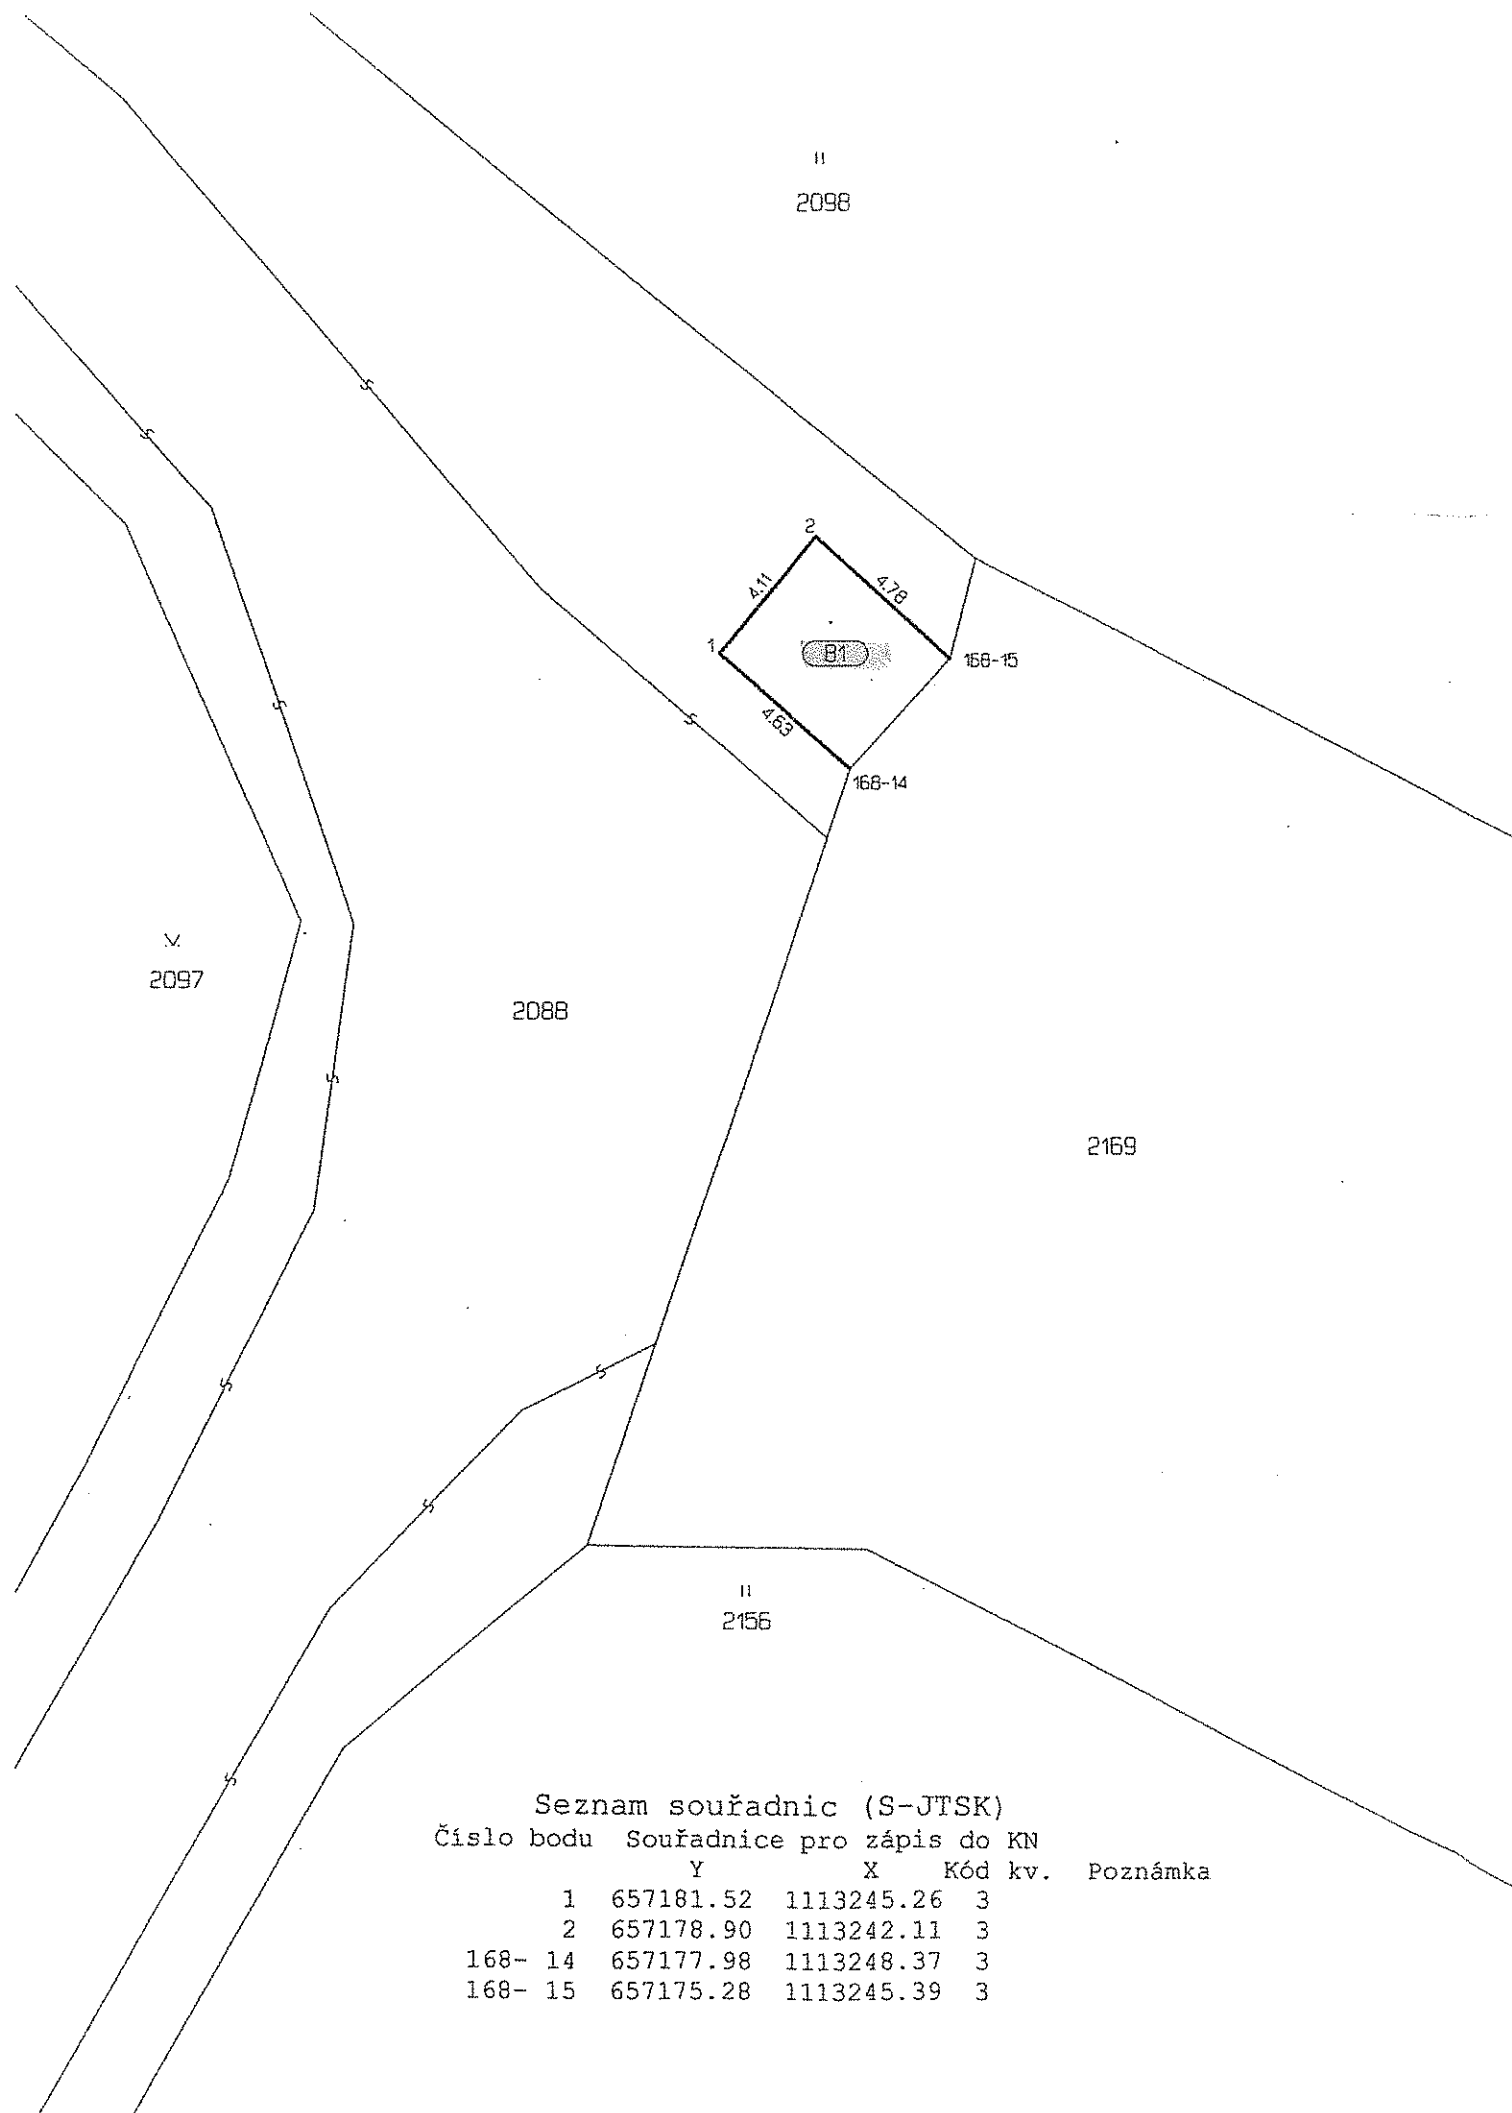 2098
2
4.11
4.78
1
B1
168-15
4.63
168-14
2097
2088
2169
2156
Seznam souřadnic (S-JTSK)
Číslo bodu Souřadnice pro zápis do KN
Y X Kód kv. Poznámka
1 657181.52 1113245.26 3
2 657178.90 1113242.11 3
168- 14 657177.98 1113248.37 3
168- 15 657175.28 1113245.39 3